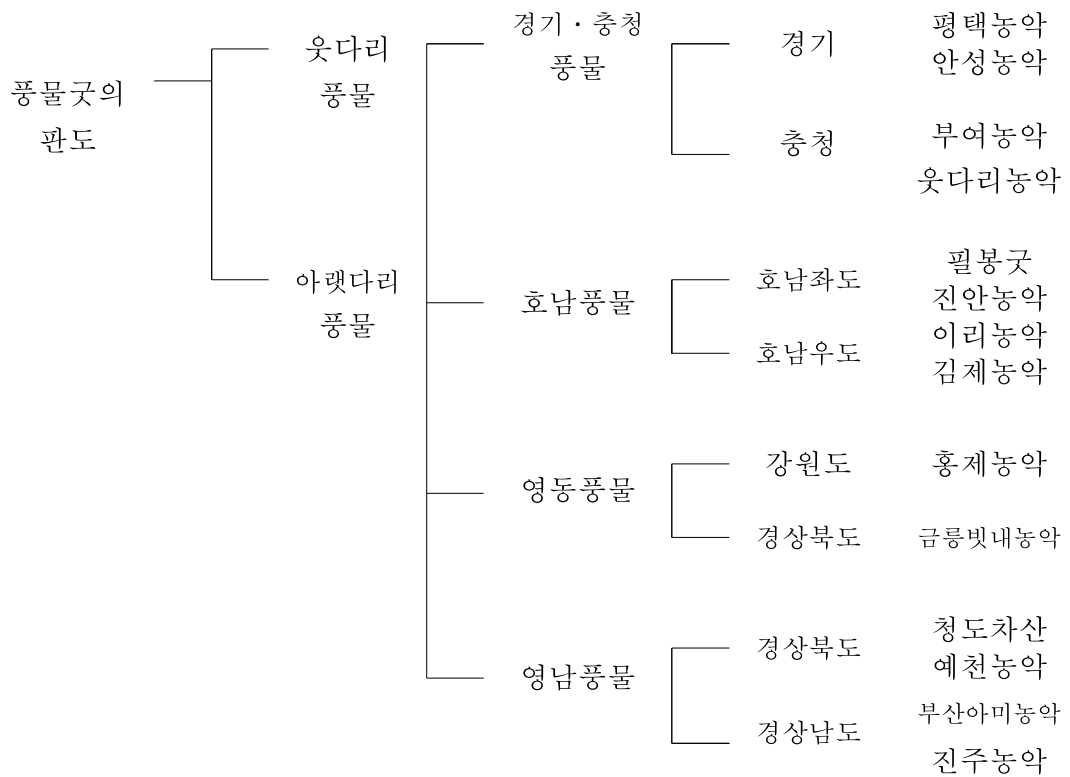 풍물굿의
판도
웃다리
풍물
아랫다리
풍물
경기·충청
풍물
경기
평택농악
안성농악
충청
부여농악
웃다리농악
호남풍물
호남좌도
필봉굿
진안농악
호남우도
이리농악
김제농악
영동풍물
강원도
홍제농악
경상북도
금릉빗내농악
영남풍물
경상북도
청도차산
예천농악
경상남도
부산아미농악
진주농악